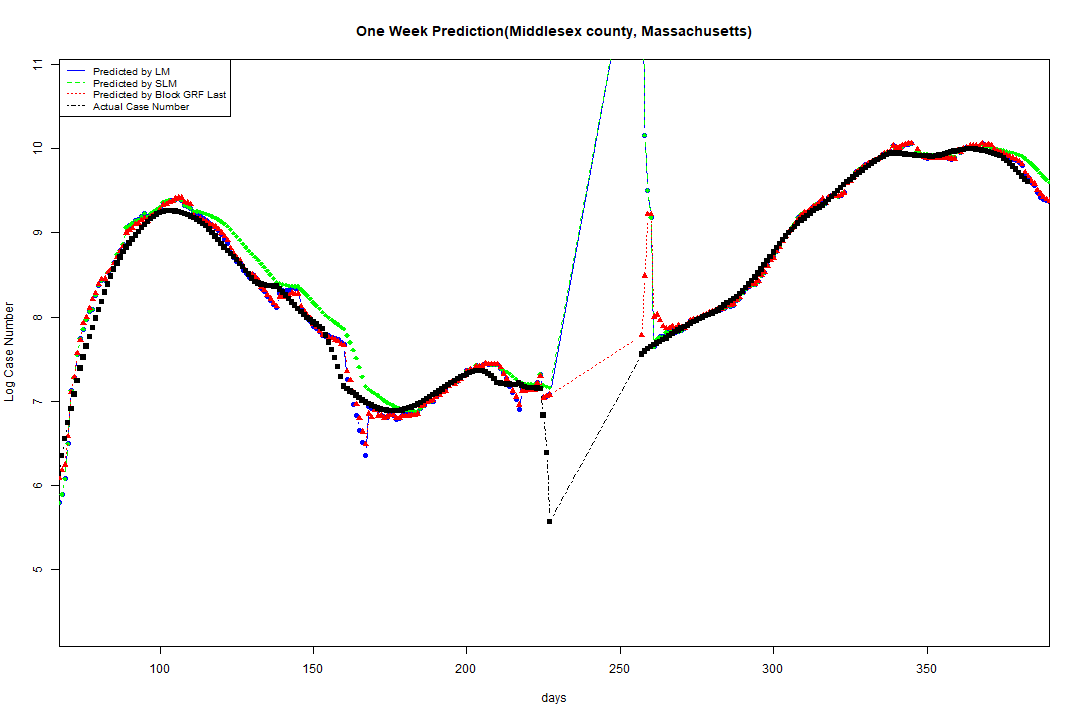 One Week Prediction(Middlesex county, Massachusetts)
Predicted by LM
Predicted by SLM
Predicted by Block GRF Last
Actual Case Number
Log Case Number
11
10
9
8
7
6
5
100 150 200 250 300 350
days